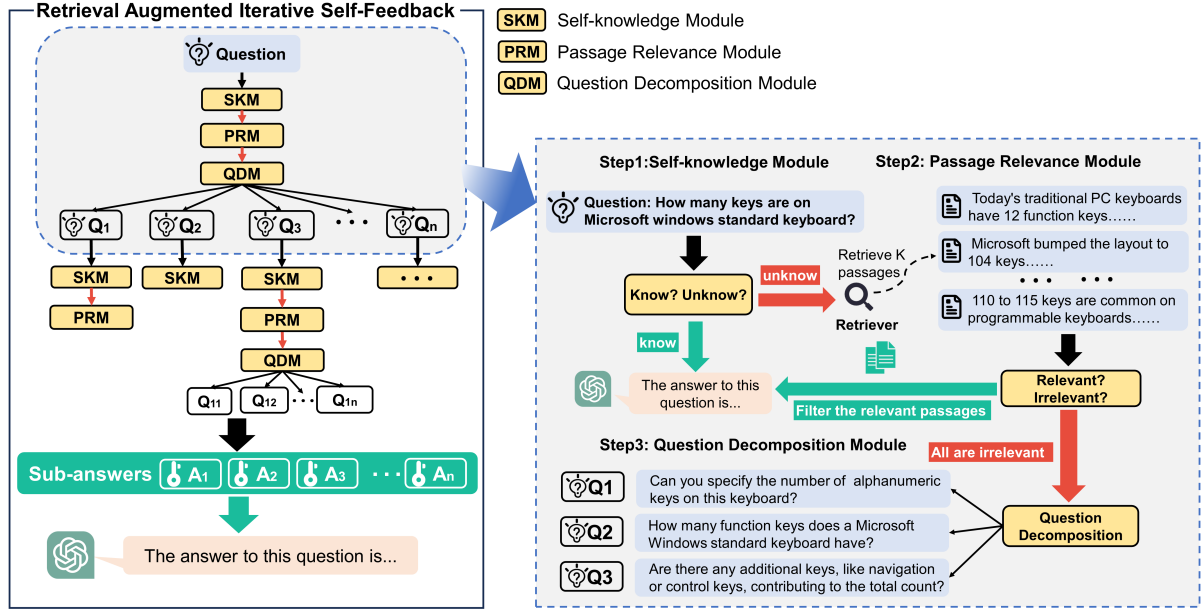 Retrieval Augmented Iterative Self-Feedback
Question
SKM
PRM
QDM
Q1
Q2
Q3
• • •
Qn
SKM
SKM
SKM
• • •
PRM
PRM
QDM
Q11
Q12
• • •
Q1n
Sub-answers
A1
A2
A3
• • •
An
The answer to this question is...
SKM
Self-knowledge Module
PRM
Passage Relevance Module
QDM
Question Decomposition Module
Step1:Self-knowledge Module
Question: How many keys are on
Microsoft windows standard keyboard?
Know? Unknow?
unknow
know
Retrieve K
passages
Retriever
The answer to this
question is...
Step2: Passage Relevance Module
Today's traditional PC keyboards
have 12 function keys……
Microsoft bumped the layout to
104 keys……
• • • •
110 to 115 keys are common on
programmable keyboards……
Relevant?
Irrelevant?
Filter the relevant passages
All are irrelevant
Step3: Question Decomposition Module
Question
Decomposition
Q1
Can you specify the number of alphanumeric
keys on this keyboard?
Q2
How many function keys does a Microsoft
Windows standard keyboard have?
Q3
Are there any additional keys, like navigation
or control keys, contributing to the total count?